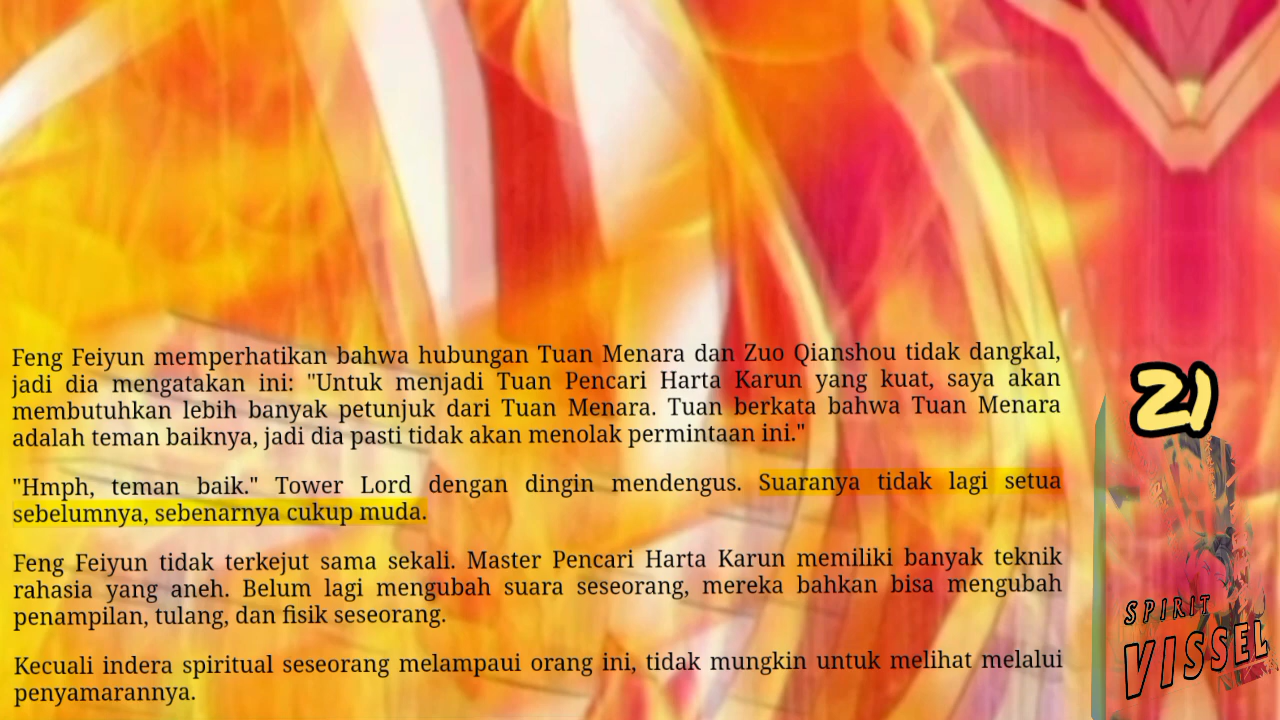 Feng Feiyun memperhatikan bahwa hubungan Tuan Menara dan Zuo Qianshou tidak dangkal,
jadi dia mengatakan ini: "Untuk menjadi Tuan Pencari Harta Karun yang kuat, saya akan
membutuhkan lebih banyak petunjuk dari Tuan Menara. Tuan berkata bahwa Tuan Menara
adalah teman baiknya, jadi dia pasti tidak akan menolak permintaan ini."
"Hmph, teman baik." Tower Lord dengan dingin mendengus. Suaranya tidak lagi setua
sebelumnya, sebenarnya cukup muda.
Feng Feiyun tidak terkejut sama sekali. Master Pencari Harta Karun memiliki banyak teknik
rahasia yang aneh. Belum lagi mengubah suara seseorang, mereka bahkan bisa mengubah
penampilan, tulang, dan fisik seseorang.
Kecuali indera spiritual seseorang melampaui orang ini, tidak mungkin untuk melihat melalui
penyamarannya.
21
SPIRIT
VISSEL